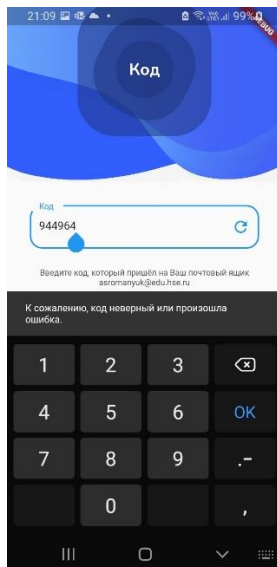 21:09 99%
DEBUG
Код
Код
944964
Введите код, который пришёл на Ваш почтовый ящик
asromanyuk@edu.hse.ru
К сожалению, код неверный или произошла
ошибка.
1 2 3
4 5 6 OK
7 8 9 .-
0 ,